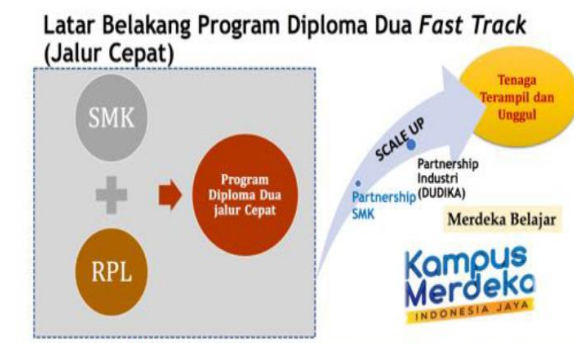 Latar Belakang Program Diploma Dua Fast Track
(Jalur Cepat)
SMK
RPL
Program
Diploma Dua
jalur Cepat
SCALE UP
Partnership
SMK
Partnership
Industri
(DUDIKA)
Tenaga
Terampil dan
Unggul
Merdeka Belajar
Kampus
Merdeka
INDONESIA JAYA